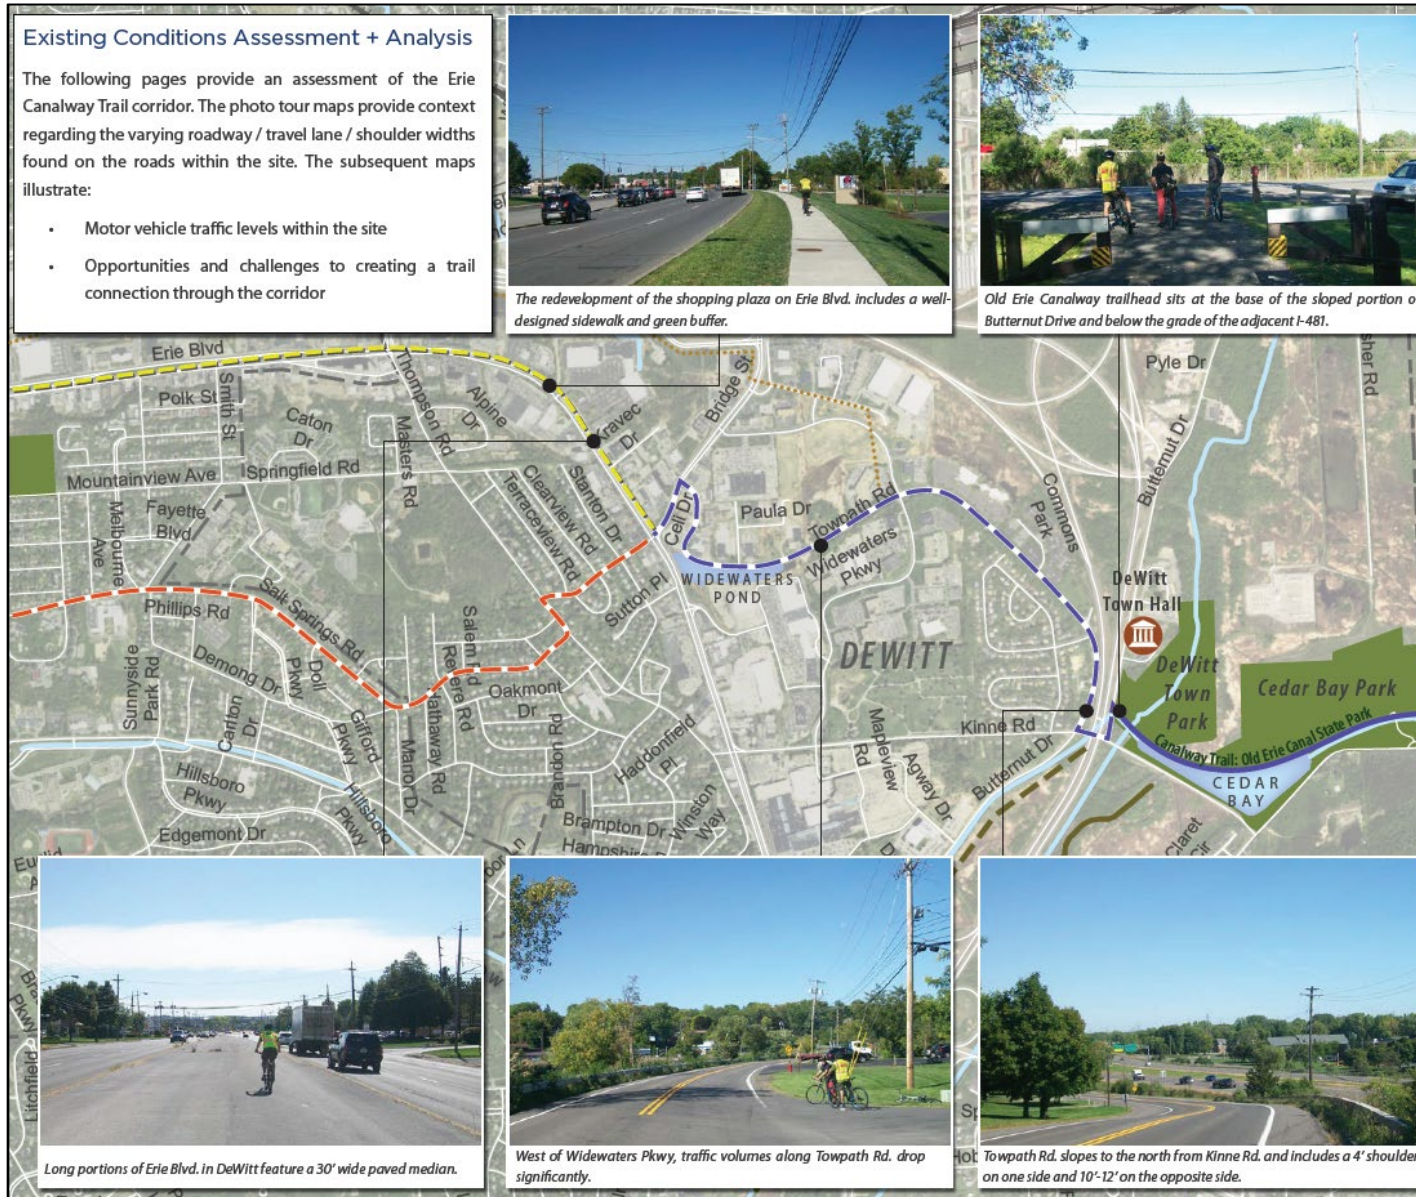 Existing Conditions Assessment + Analysis
The following pages provide an assessment of the Erie
Canalway Trail corridor. The photo tour maps provide context
regarding the varying roadway / travel lane / shoulder widths
found on the roads within the site. The subsequent maps
illustrate:
• Motor vehicle traffic levels within the site
• Opportunities and challenges to creating a trail
connection through the corridor
The redevelopment of the shopping plaza on Erie Blvd. includes a well-
designed sidewalk and green buffer.
Old Erie Canalway trailhead sits at the base of the sloped portion o
Butternut Drive and below the grade of the adjacent I-481.
Erie Blvd
Polk St
Smith St
Caton
Dr
Thompson Rd
Alpine
Dr
Masters Rd
Kravec
Dr
Bridge St
Pyle Dr
Butternut Dr
sher Rd
Mountainview Ave
Springfield Rd
Melbourne
Ave
Fayette
Blvd
Clearview Rd
Terraceview Rd
Stanton Dr
Cell Dr
Paula Dr
Towpath Rd
Widewaters
Pkwy
Commons
Park
WIDEWATERS
POND
Sutton Pl
Phillips Rd
Salt Springs Rd
Sunnyside
Park Rd
Demong Dr
Doll
Pkwy
Carlton
Dr
Gifford
Pkwy
Salem Rd
Revere Rd
Hathaway Rd
Manor Dr
Oakmont
Dr
Brandon Rd
Haddonfield
Pl
DEWITT
DeWitt
Town Hall
DeWitt
Town
Park
Cedar Bay Park
Canalway Trail: Old Erie Canal State Park
CEDAR
BAY
Kinne Rd
Butternut Dr
Mapleview
Rd
Agway Dr
Claret
Cir
Hillsboro
Pkwy
Hillsboro
Pkwy
Edgemont Dr
Brampton Dr
Winston
Way
Hampshire
Litchfield
Pkwy
Long portions of Erie Blvd. in DeWitt feature a 30' wide paved median.
West of Widewaters Pkwy, traffic volumes along Towpath Rd. drop
significantly.
Towpath Rd. slopes to the north from Kinne Rd. and includes a 4' shoulder
on one side and 10'-12' on the opposite side.